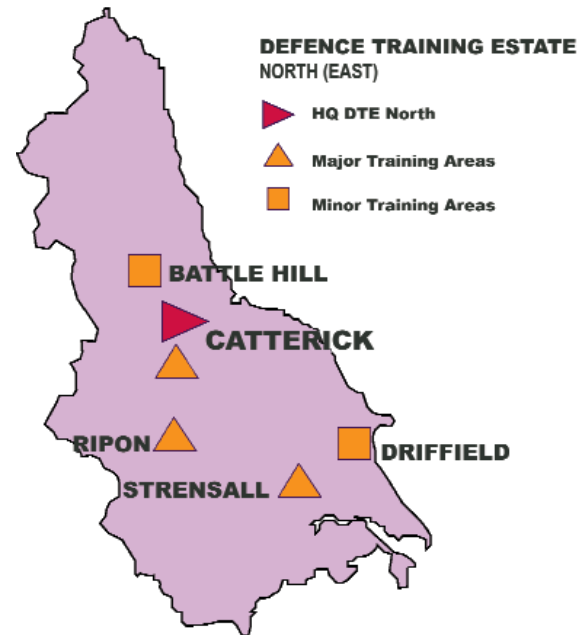 DEFENCE TRAINING ESTATE
NORTH (EAST)
HQ DTE North
Major Training Areas
Minor Training Areas
BATTLE HILL
CATTERICK
RIPON
DRIFFIELD
STRENSALL